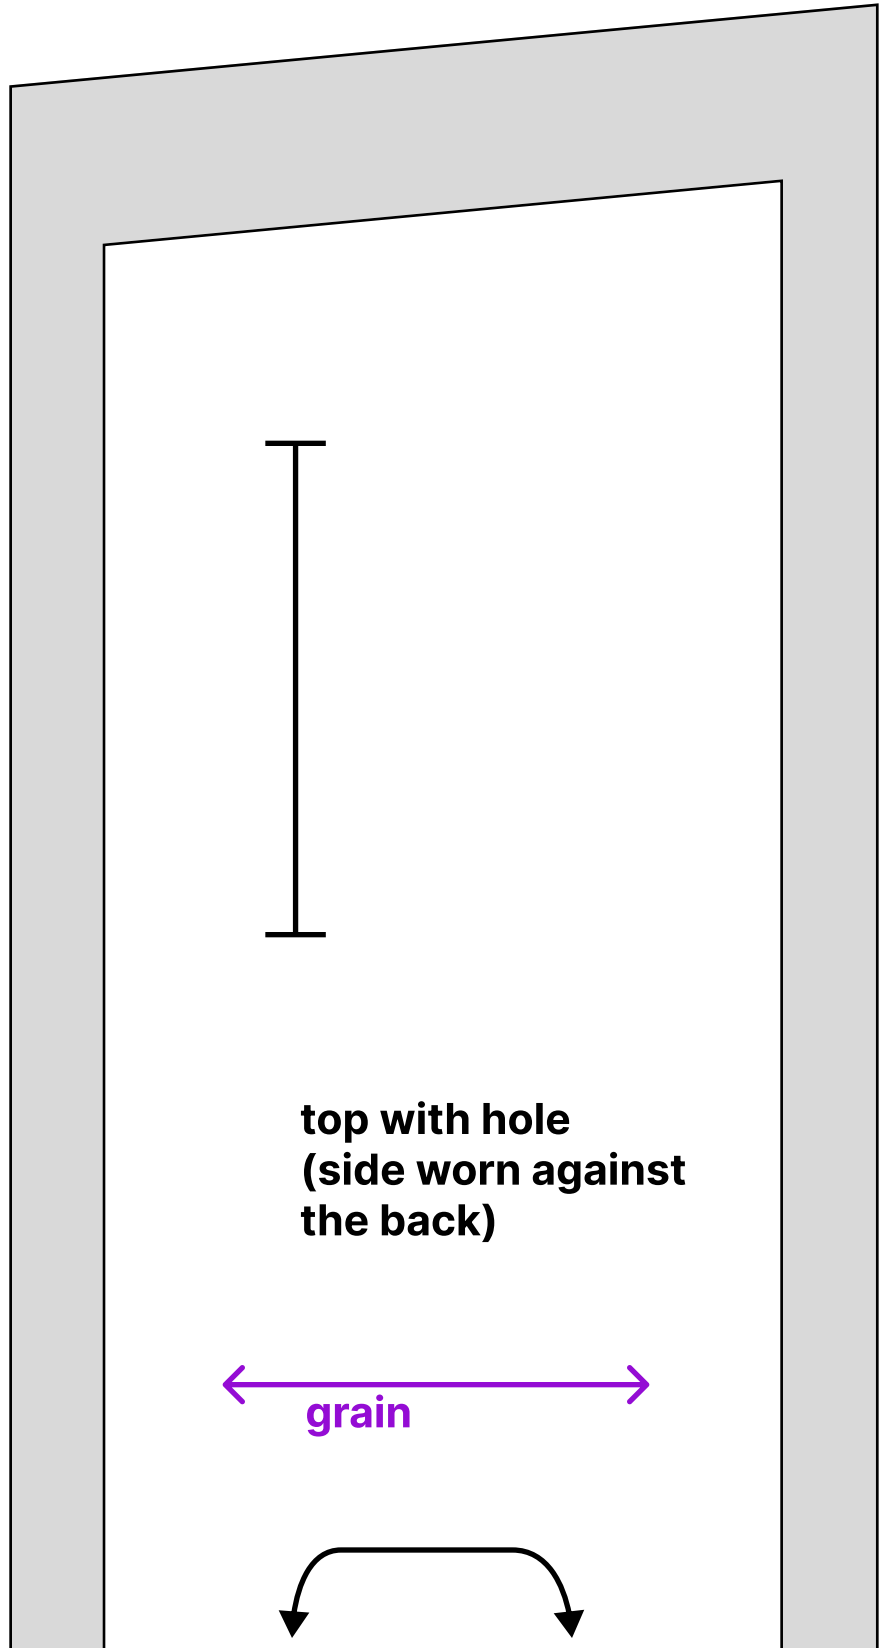 top with hole
(side worn against
the back)
grain